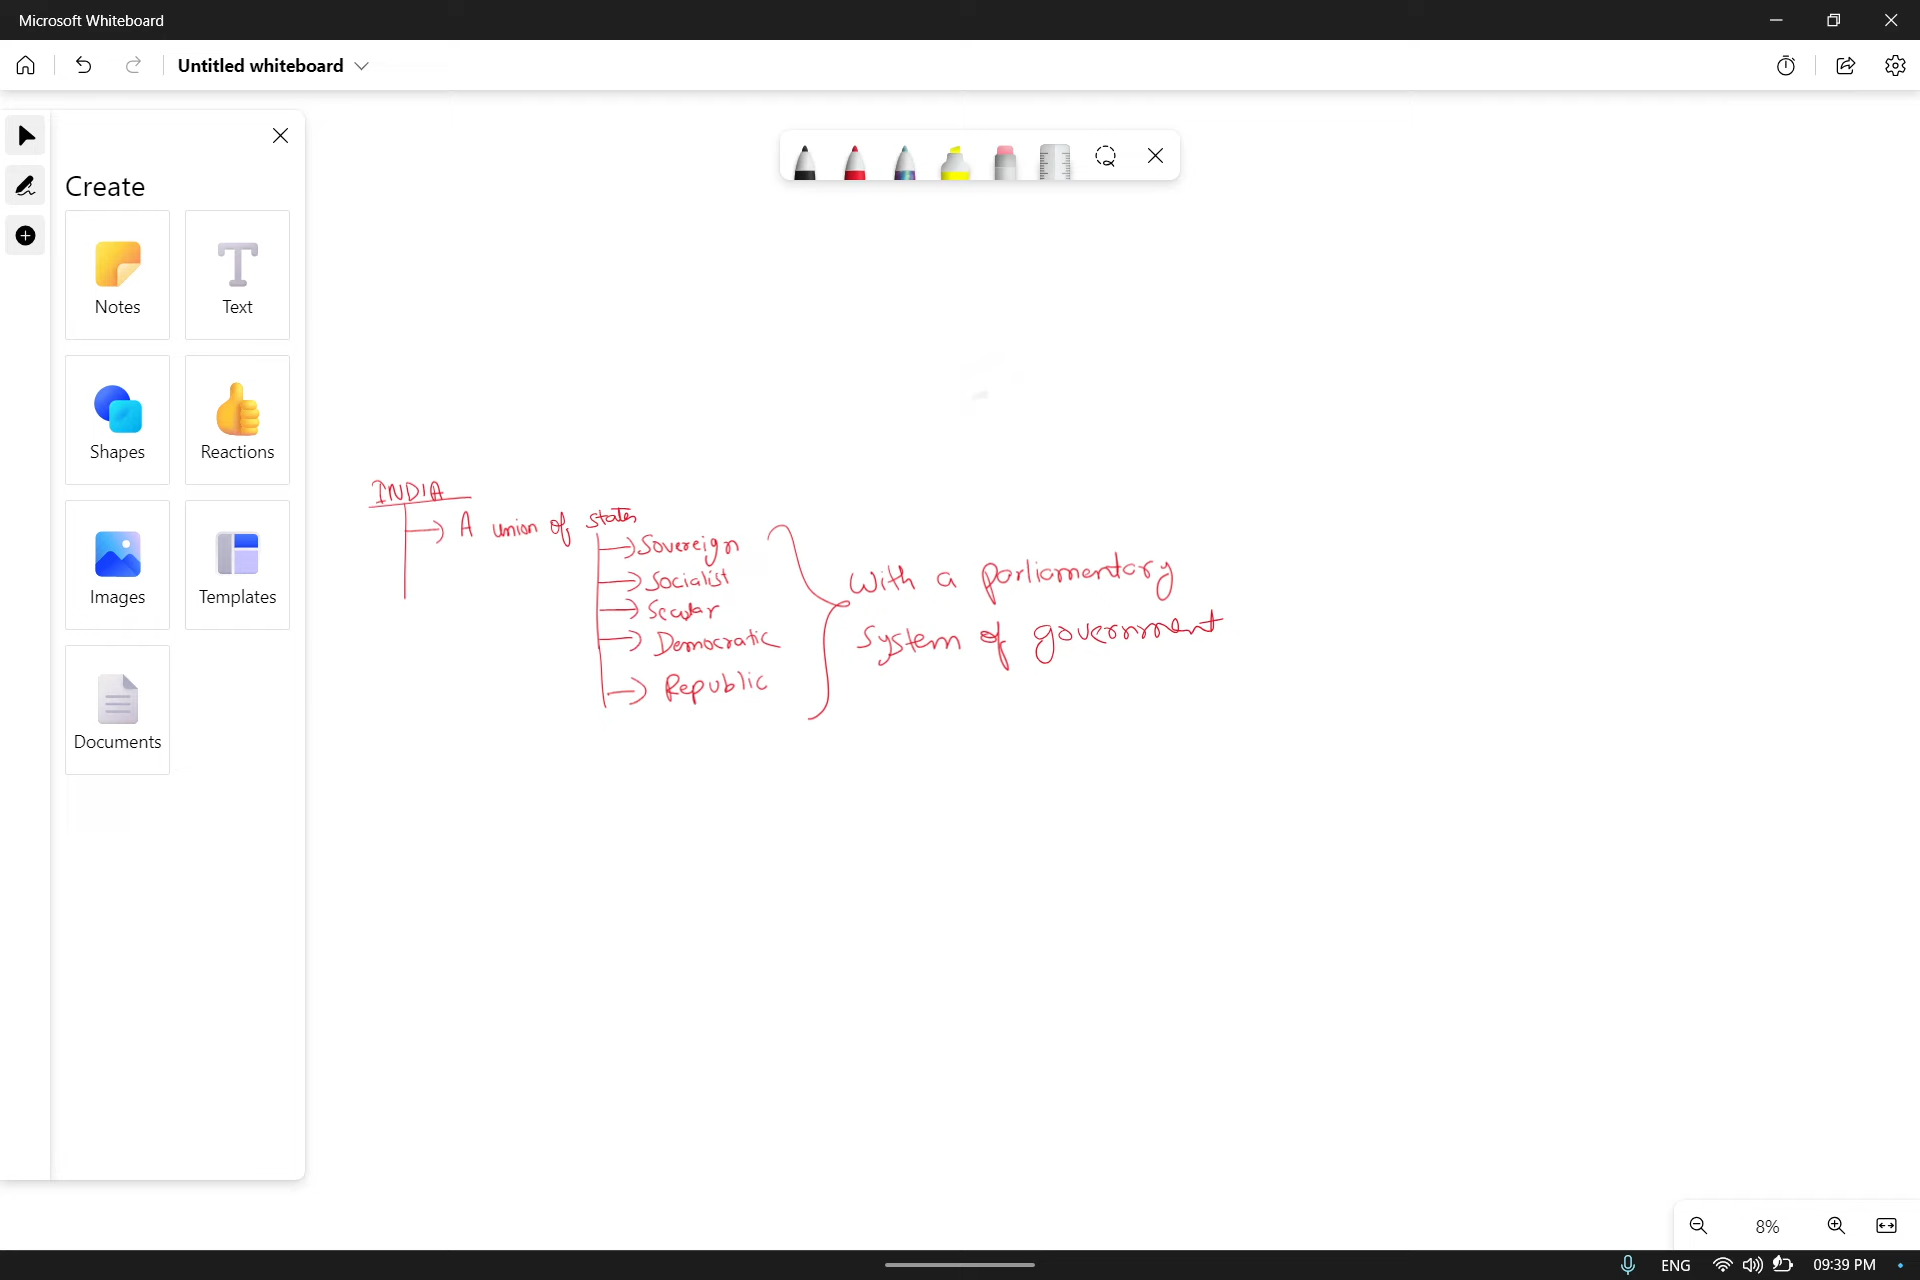 Microsoft Whiteboard
Untitled whiteboard
Create
Notes
Text
Shapes
Reactions
Images
Templates
Documents
INDIA
A union of states
Sovereign
Socialist
Secular
Democratic
Republic
With a parliamentary
System of government
8%
ENG
09:39 PM